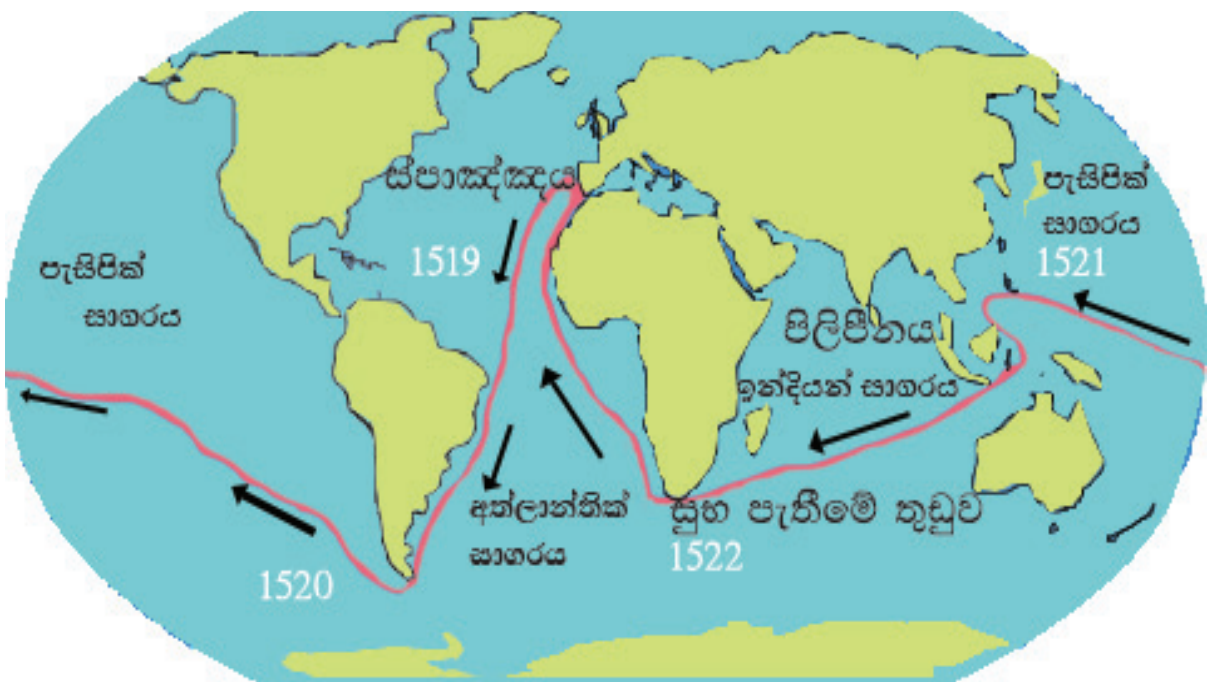 ස්පාඤ්ඤය
පැසිපික්
සාගරය
1519
1521
පැසිපික්
සාගරය
පිලිපීනය
ඉන්දියන් සාගරය
අත්ලාන්තික්
සාගරය
සුභ පැතීමේ තුඩුව
1522
1520